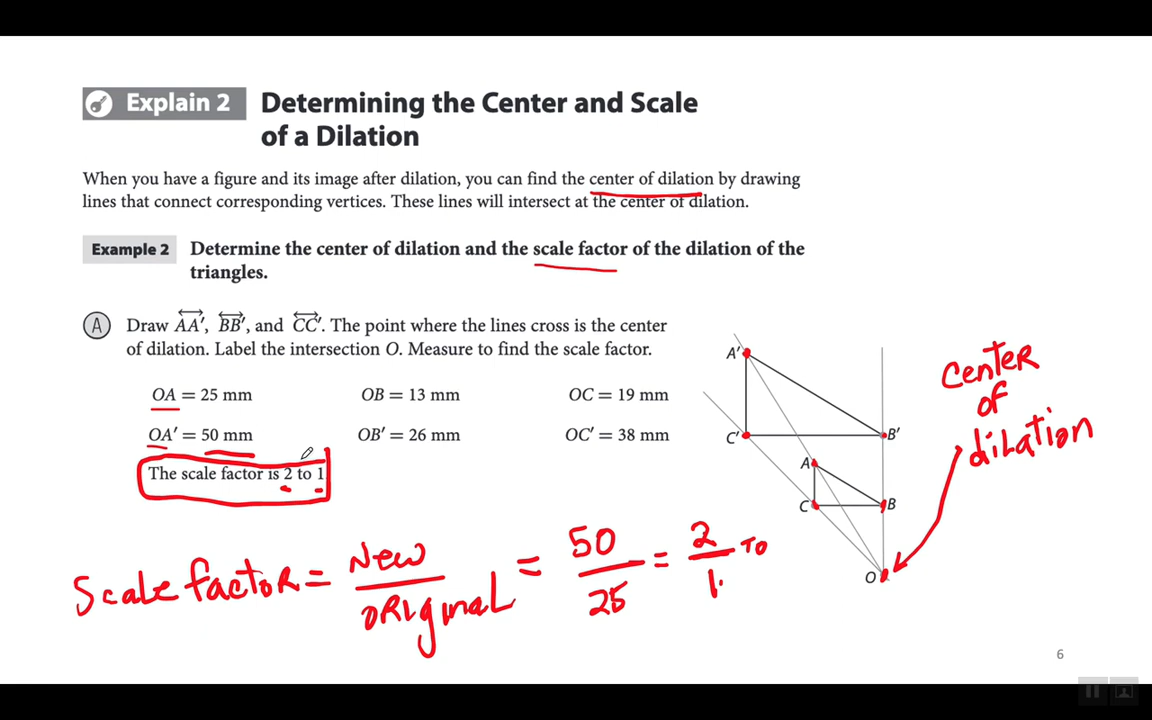 Explain 2 Determining the Center and Scale
of a Dilation
When you have a figure and its image after dilation, you can find the center of dilation by drawing
lines that connect corresponding vertices. These lines will intersect at the center of dilation.
Example 2 Determine the center of dilation and the scale factor of the dilation of the
triangles.
A Draw AA′, BB′, and CC′. The point where the lines cross is the center
of dilation. Label the intersection O. Measure to find the scale factor.
OA = 25 mm OB = 13 mm OC = 19 mm
OA′ = 50 mm OB′ = 26 mm OC′ = 38 mm
The scale factor is 2 to 1
A′
C′
B′
A
C
B
O
Center
of
dilation
Scale factor = New / original = 50 / 25 = 2 / 1 To
6